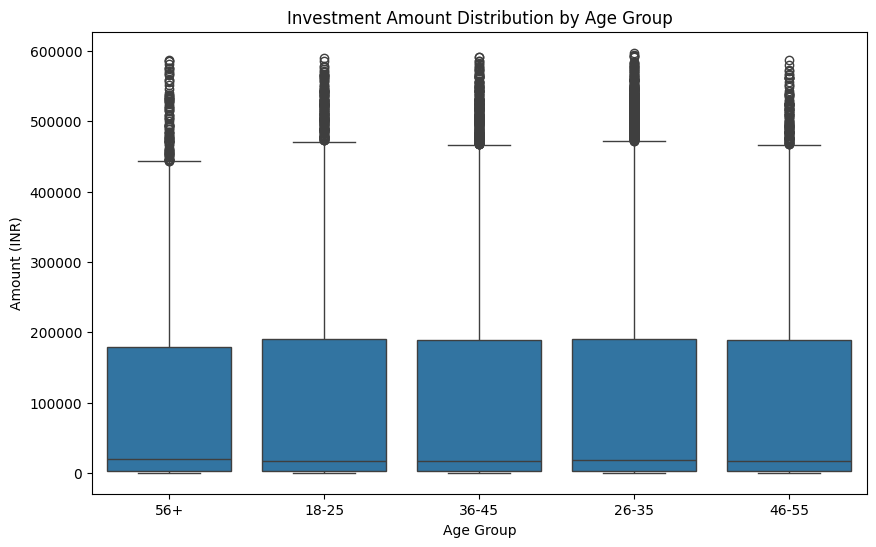 Investment Amount Distribution by Age Group
600000
500000
400000
300000
200000
100000
0
Amount (INR)
56+ 18-25 36-45 26-35 46-55
Age Group